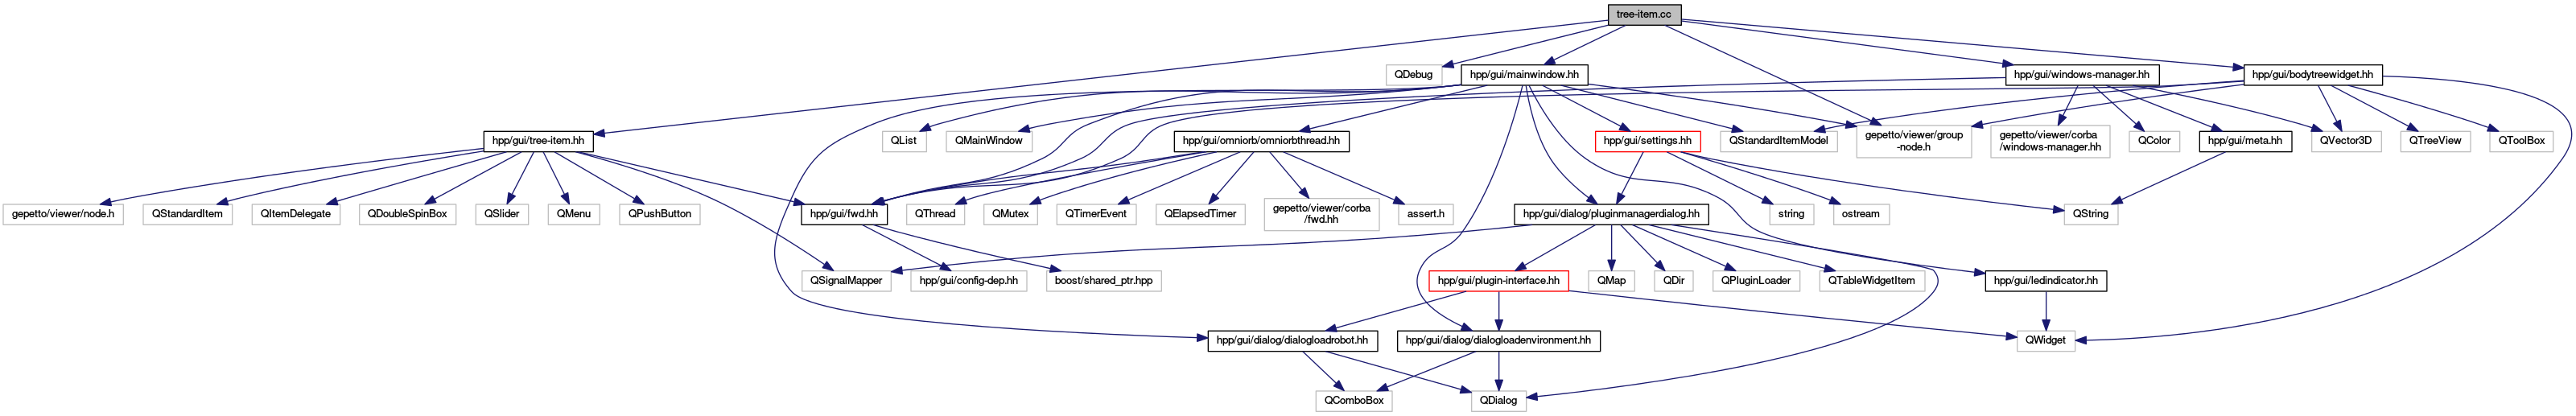 tree-item.cc
QDebug
hpp/gui/mainwindow.hh
hpp/gui/windows-manager.hh
hpp/gui/bodytreewidget.hh
hpp/gui/tree-item.hh
QList
QMainWindow
hpp/gui/omniorb/omniorbthread.hh
hpp/gui/settings.hh
QStandardItemModel
gepetto/viewer/group
-node.h
gepetto/viewer/corba
/windows-manager.hh
QColor
hpp/gui/meta.hh
QVector3D
QTreeView
QToolBox
gepetto/viewer/node.h
QStandardItem
QItemDelegate
QDoubleSpinBox
QSlider
QMenu
QPushButton
hpp/gui/fwd.hh
QThread
QMutex
QTimerEvent
QElapsedTimer
gepetto/viewer/corba
/fwd.hh
assert.h
hpp/gui/dialog/pluginmanagerdialog.hh
string
ostream
QString
QSignalMapper
hpp/gui/config-dep.hh
boost/shared_ptr.hpp
hpp/gui/plugin-interface.hh
QMap
QDir
QPluginLoader
QTableWidgetItem
hpp/gui/ledindicator.hh
hpp/gui/dialog/dialogloadrobot.hh
hpp/gui/dialog/dialogloadenvironment.hh
QWidget
QComboBox
QDialog